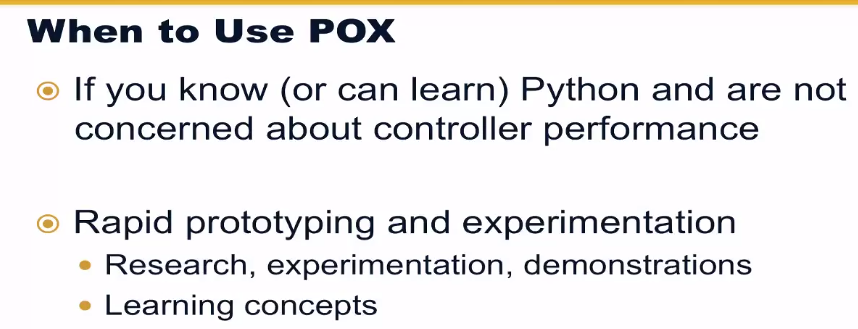 When to Use POX
If you know (or can learn) Python and are not
concerned about controller performance
Rapid prototyping and experimentation
Research, experimentation, demonstrations
Learning concepts